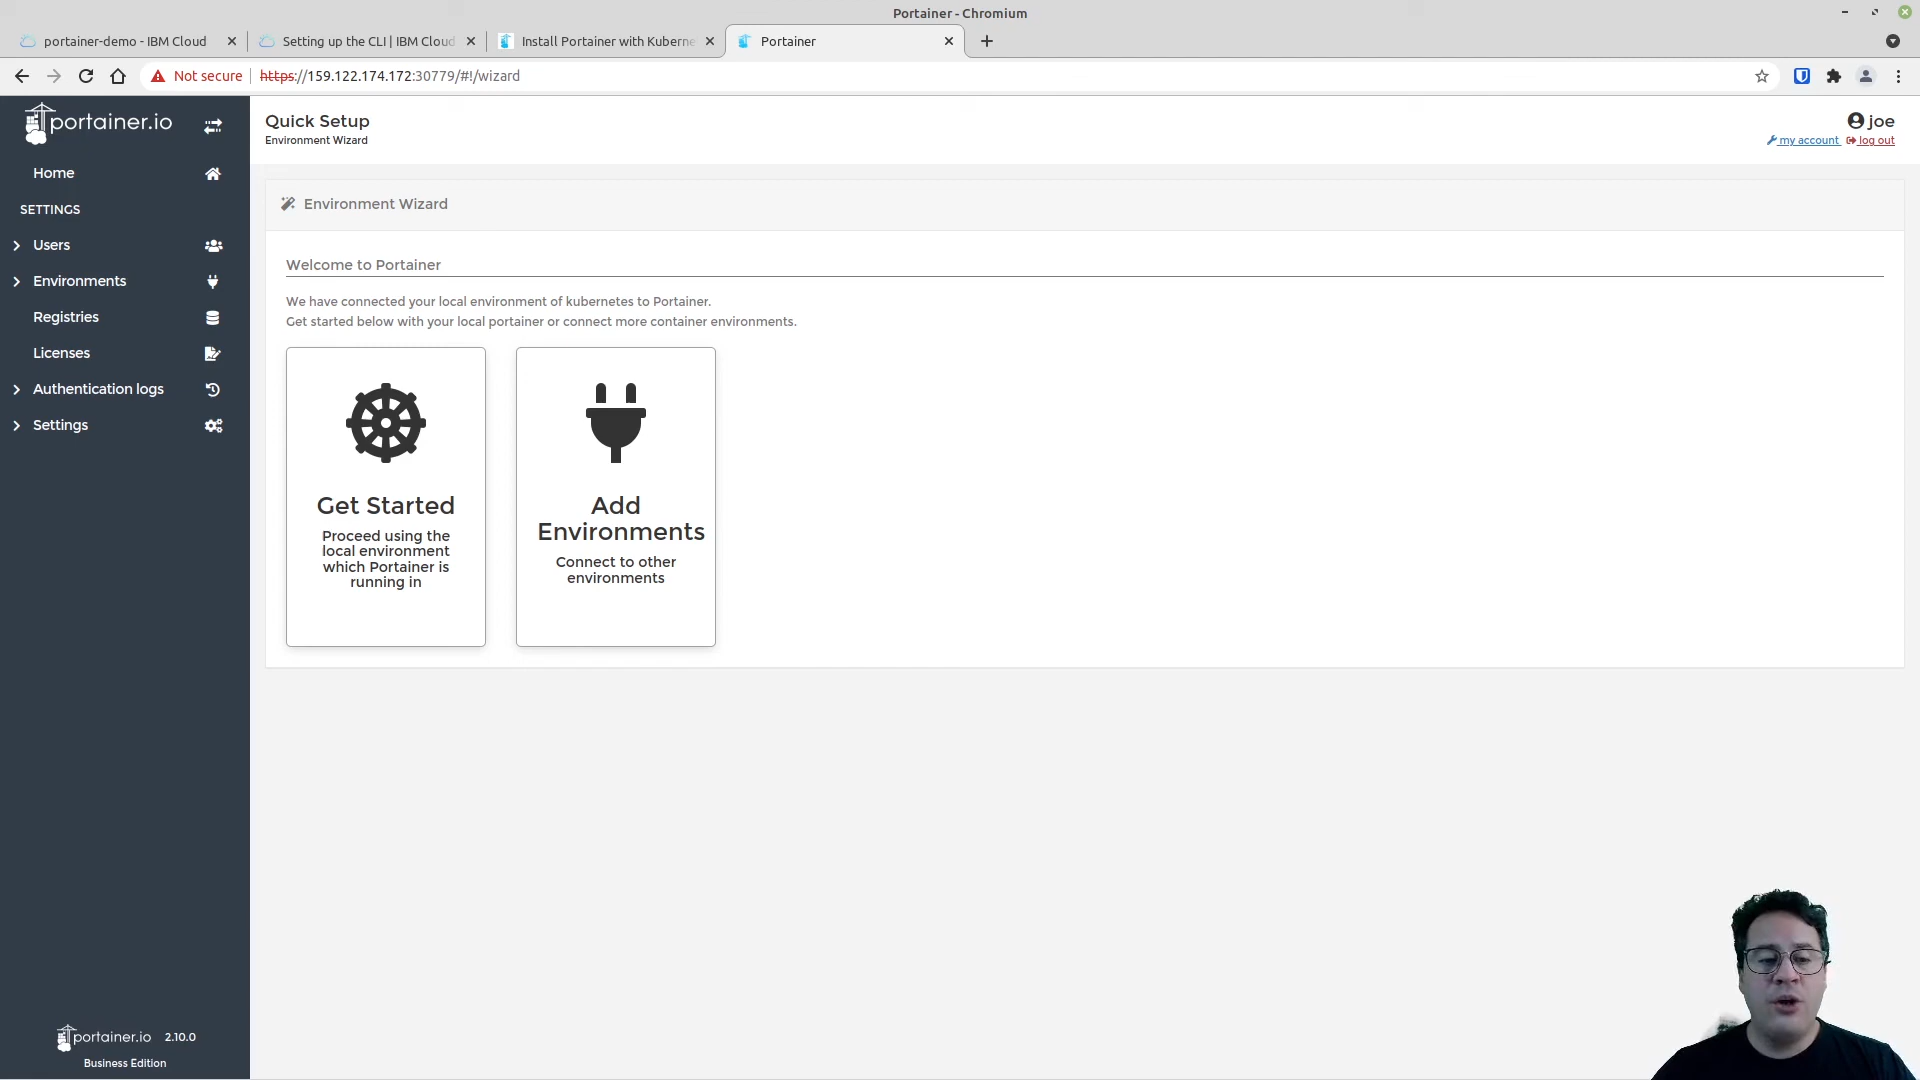 Portainer - Chromium
portainer-demo - IBM Cloud
Setting up the CLI | IBM Cloud
Install Portainer with Kuberne
Portainer
Not secure
https://159.122.174.172:30779/#!/wizard
portainer.io
Home
SETTINGS
Users
Environments
Registries
Licenses
Authentication logs
Settings
portainer.io 2.10.0
Business Edition
Quick Setup
Environment Wizard
joe
my account
log out
Environment Wizard
Welcome to Portainer
We have connected your local environment of kubernetes to Portainer.
Get started below with your local portainer or connect more container environments.
Get Started
Proceed using the
local environment
which Portainer is
running in
Add
Environments
Connect to other
environments